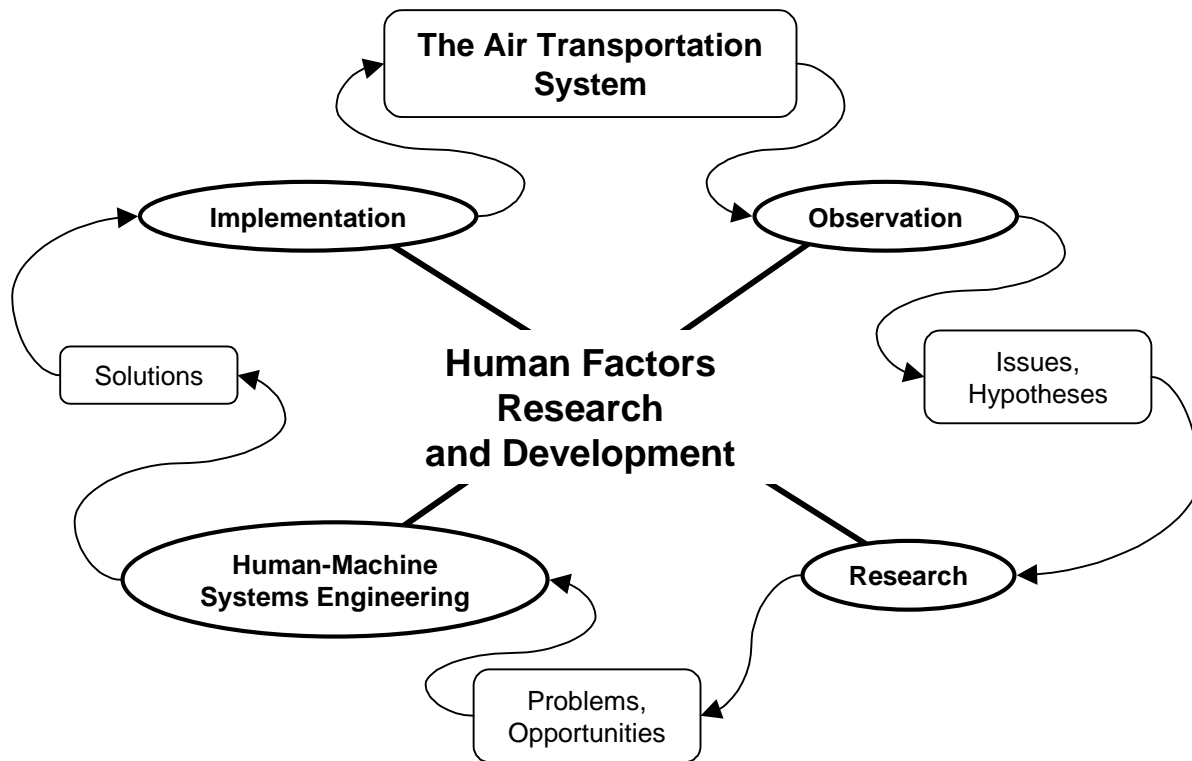 The Air Transportation
System
Implementation
Observation
Human Factors
Research
and Development
Solutions
Issues,
Hypotheses
Human-Machine
Systems Engineering
Research
Problems,
Opportunities